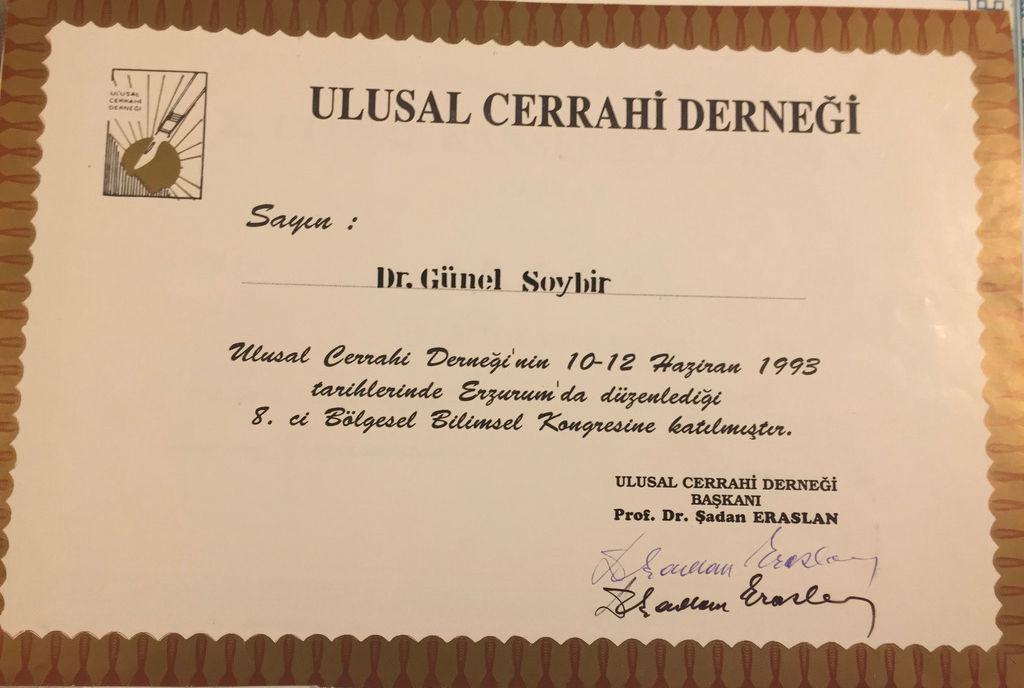 ULUSAL
CERRAHİ
DERNEĞİ
ULUSAL CERRAHİ DERNEĞİ
Sayın :
Dr. Günel Soybir
Ulusal Cerrahi Derneği'nin 10-12 Haziran 1993
tarihlerinde Erzurum'da düzenlediği
8. ci Bölgesel Bilimsel Kongresine katılmıştır.
ULUSAL CERRAHİ DERNEĞİ
BAŞKANI
Prof. Dr. Şadan ERASLAN